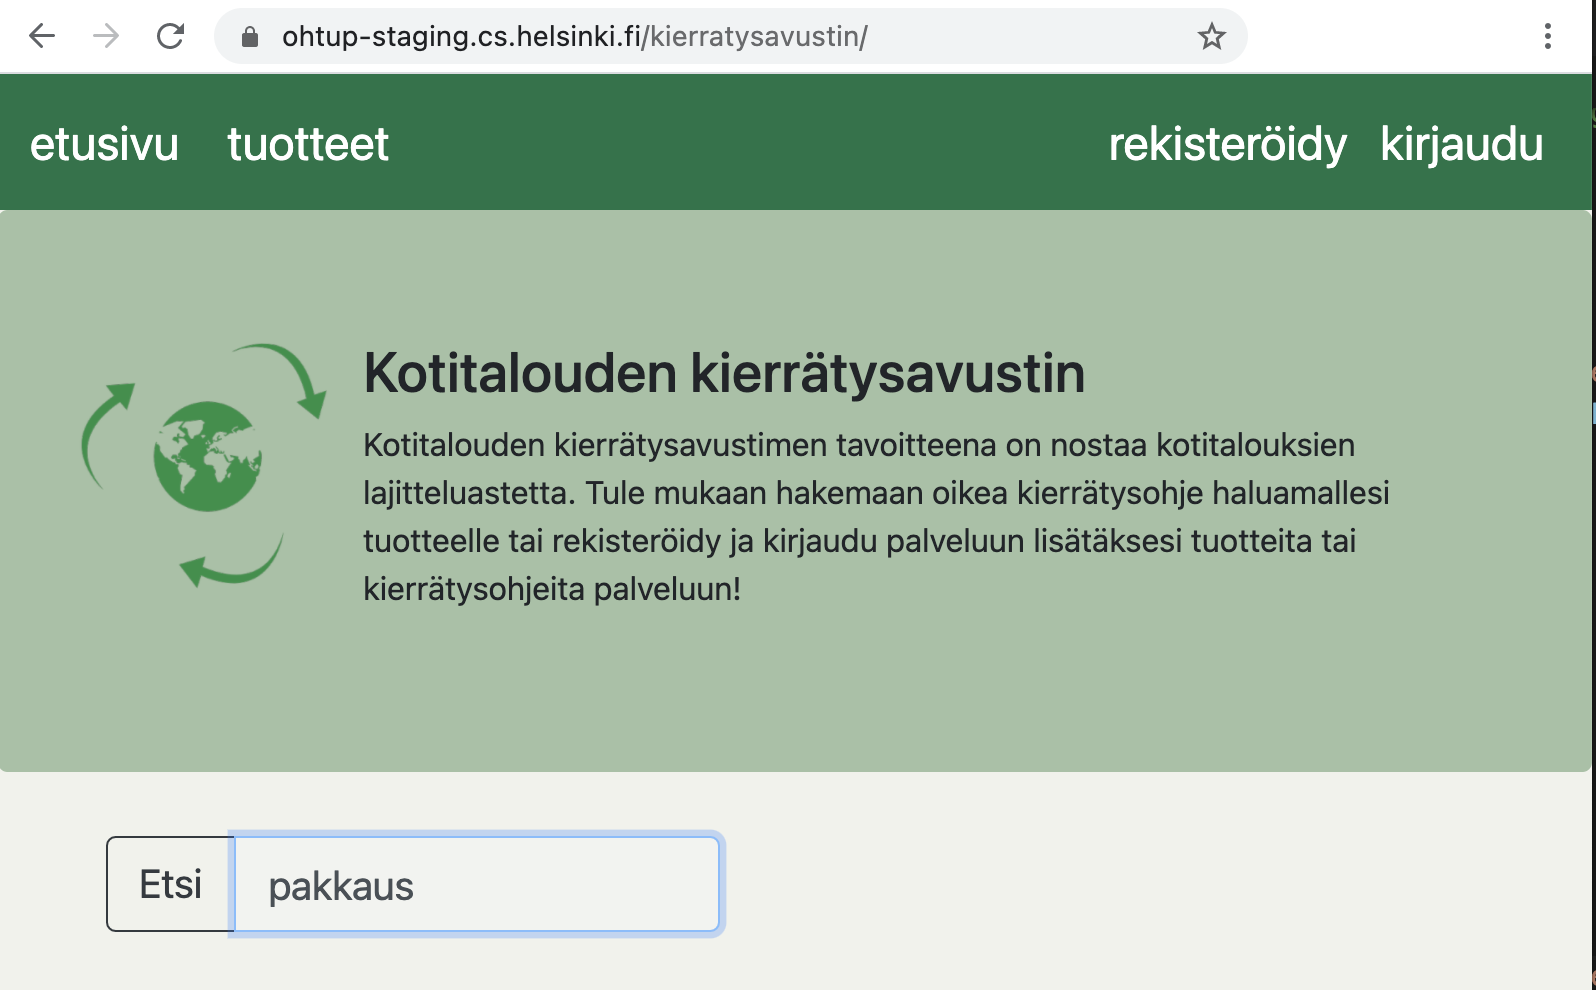 ohtup-staging.cs.helsinki.fi/kierratysavustin/
etusivu tuotteet rekisteröidy kirjaudu
Kotitalouden kierrätysavustin
Kotitalouden kierrätysavustimen tavoitteena on nostaa kotitalouksien
lajitteluastetta. Tule mukaan hakemaan oikea kierrätysohje haluamallesi
tuotteelle tai rekisteröidy ja kirjaudu palveluun lisätäksesi tuotteita tai
kierrätysohjeita palveluun!
Etsi pakkaus